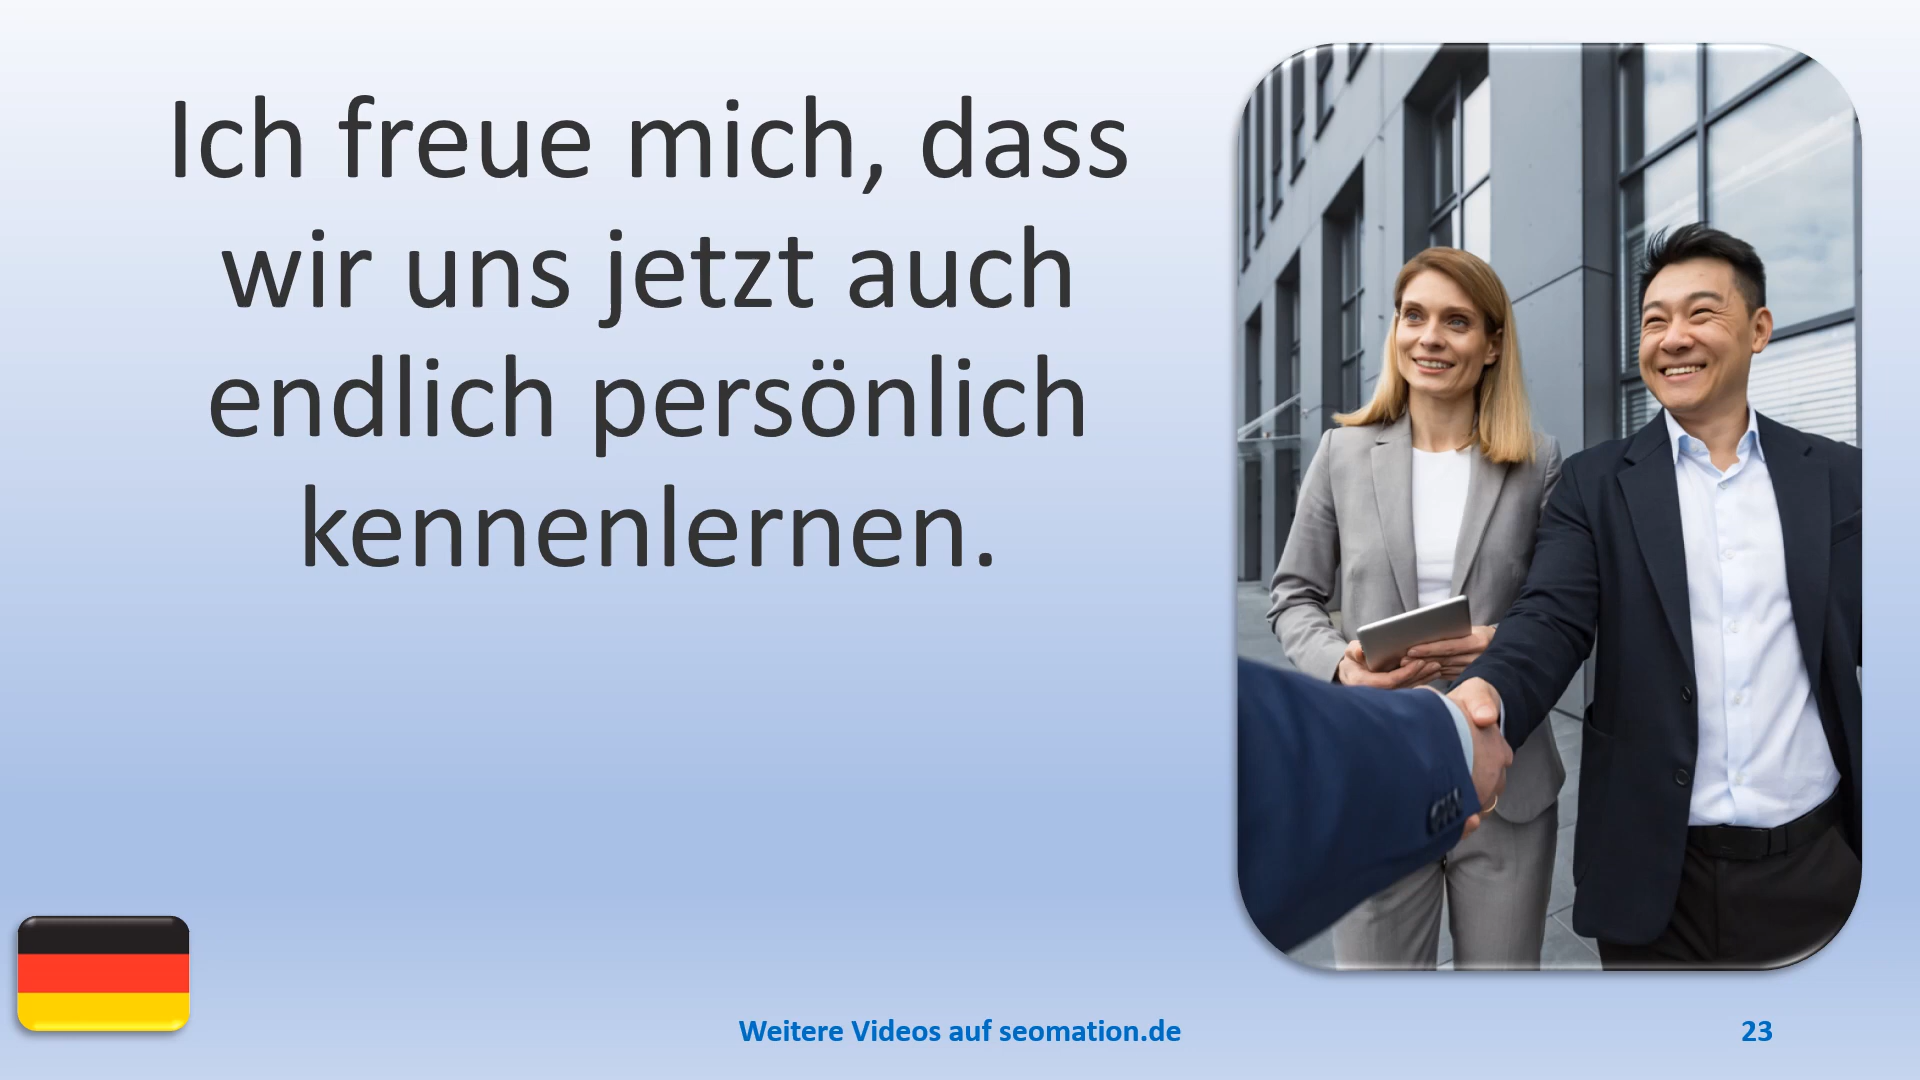 Ich freue mich, dass
wir uns jetzt auch
endlich persönlich
kennenlernen.
Weitere Videos auf seomation.de
23